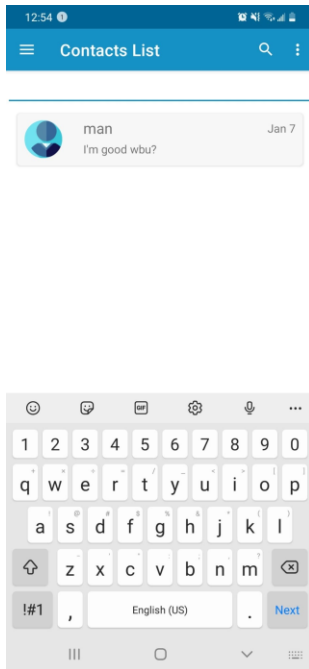 12:54 1
Contacts List
man Jan 7
I'm good wbu?
GIF
1 2 3 4 5 6 7 8 9 0
q w e r t y u i o p
a s d f g h j k l
z x c v b n m
!#1 , English (US) . Next